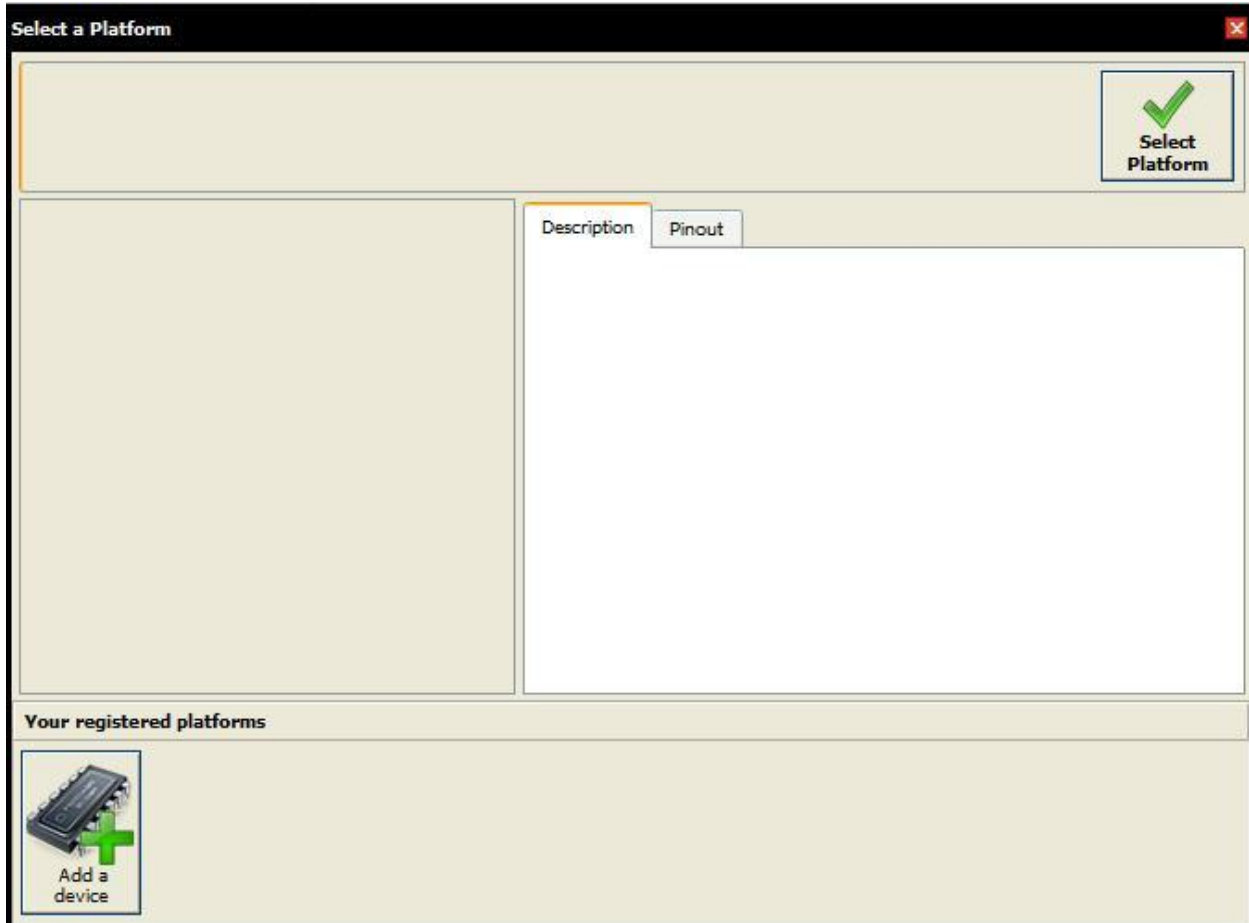 Select a Platform
Select
Platform
Description
Pinout
Your registered platforms
Add a
device